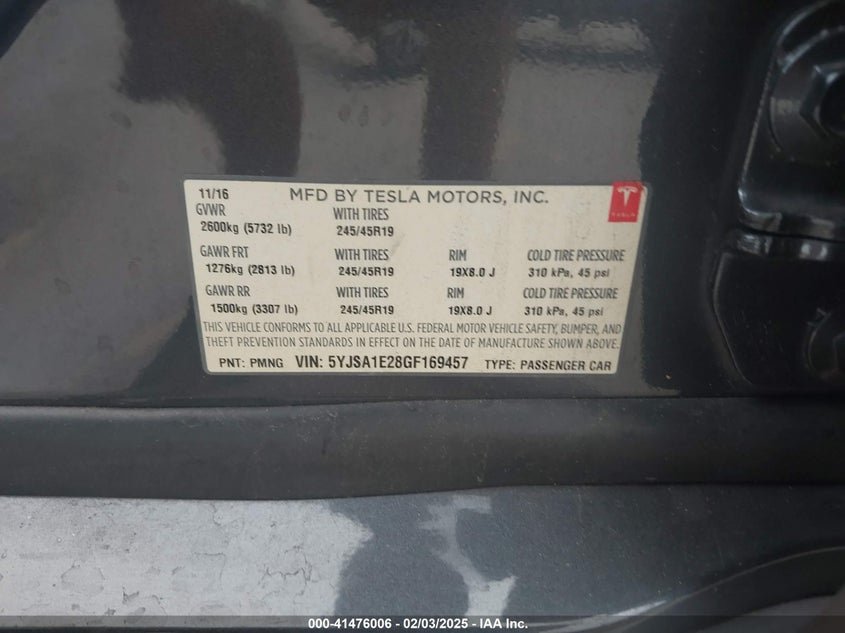 11/16 MFD BY TESLA MOTORS, INC.
GVWR WITH TIRES
2600kg (5732 lb) 245/45R19
GAWR FRT WITH TIRES RIM COLD TIRE PRESSURE
1276kg (2813 lb) 245/45R19 19X8.0 J 310 kPa, 45 psi
GAWR RR WITH TIRES RIM COLD TIRE PRESSURE
1500kg (3307 lb) 245/45R19 19X8.0 J 310 kPa, 45 psi
THIS VEHICLE CONFORMS TO ALL APPLICABLE U.S. FEDERAL MOTOR VEHICLE SAFETY, BUMPER, AND
THEFT PREVENTION STANDARDS IN EFFECT ON THE DATE OF MANUFACTURE SHOWN ABOVE.
PNT: PMNG VIN: 5YJSA1E28GF169457 TYPE: PASSENGER CAR
TESLA
000-41476006 - 02/03/2025 - IAA Inc.